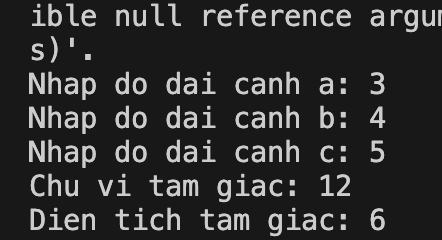 ible null reference argu
s)'.
Nhap do dai canh a: 3
Nhap do dai canh b: 4
Nhap do dai canh c: 5
Chu vi tam giac: 12
Dien tich tam giac: 6